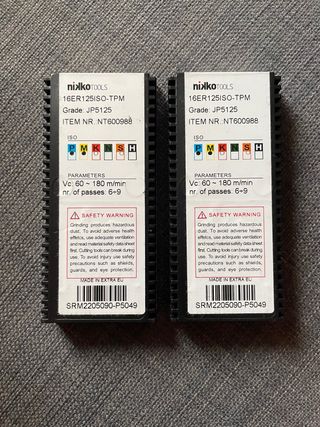 nikkoTOOLS
16ER125ISO-TPM
Grade: JP5125
ITEM NR. :NT600988
ISO
P M K N S H
PARAMETERS
Vc: 60 ~ 180 m/min
nr. of passes: 6÷9
SAFETY WARNING
Grinding produces hazardous
dust. To avoid adverse health
effects, use adequate ventilation
and read material safety data sheet
first. Cutting tools can break during
use. To avoid injury use safety
precautions such as shields,
guards, and eye protection.
MADE IN EXTRA EU
SRM2205090-P5049
nikkoTOOLS
16ER125ISO-TPM
Grade: JP5125
ITEM NR. :NT600988
ISO
P M K N S H
PARAMETERS
Vc: 60 ~ 180 m/min
nr. of passes: 6÷9
SAFETY WARNING
Grinding produces hazardous
dust. To avoid adverse health
effects, use adequate ventilation
and read material safety data sheet
first. Cutting tools can break during
use. To avoid injury use safety
precautions such as shields,
guards, and eye protection.
MADE IN EXTRA EU
SRM2205090-P5049